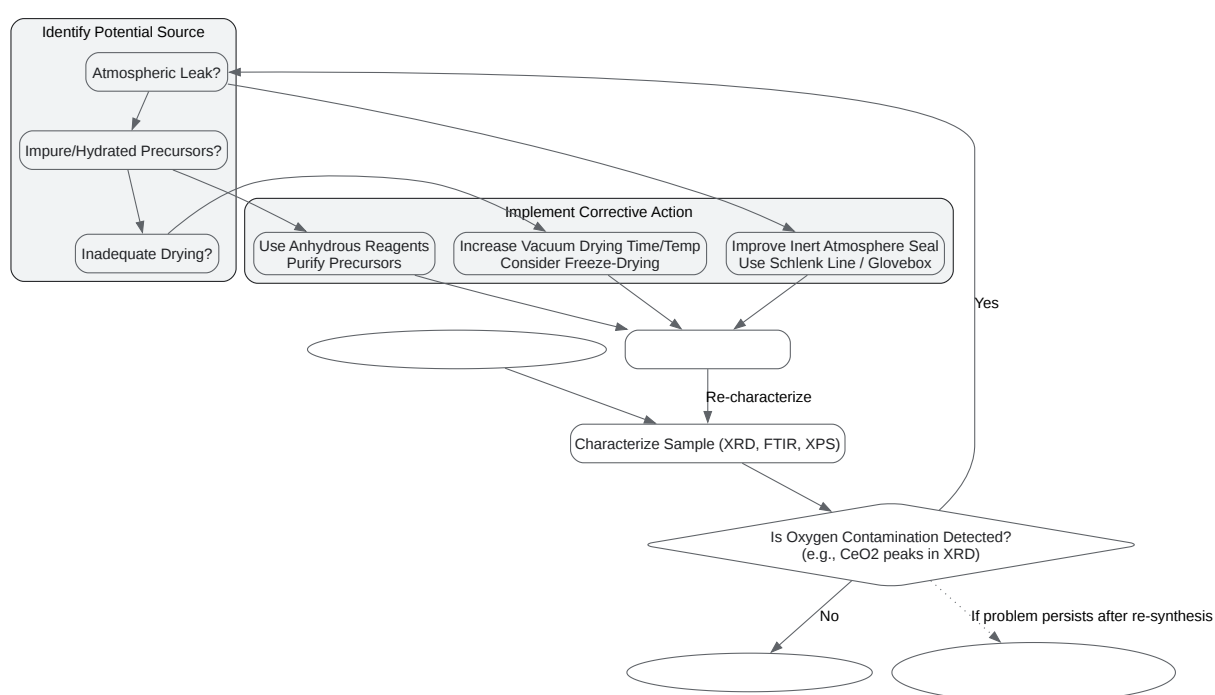 Identify Potential Source
Atmospheric Leak?
Impure/Hydrated Precursors?
Inadequate Drying?
Implement Corrective Action
Use Anhydrous Reagents
Purify Precursors
Increase Vacuum Drying Time/Temp
Consider Freeze-Drying
Improve Inert Atmosphere Seal
Use Schlenk Line / Glovebox
Yes
Re-characterize
Characterize Sample (XRD, FTIR, XPS)
Is Oxygen Contamination Detected?
(e.g., CeO2 peaks in XRD)
No
If problem persists after re-synthesis